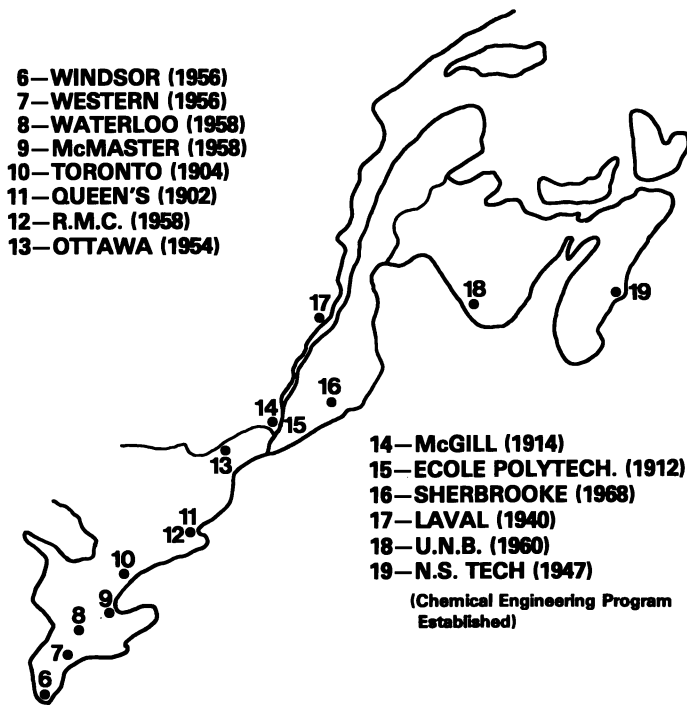 6—WINDSOR (1956)
7—WESTERN (1956)
8—WATERLOO (1958)
9—McMASTER (1958)
10—TORONTO (1904)
11—QUEEN'S (1902)
12—R.M.C. (1958)
13—OTTAWA (1954)
17
18
19
16
14
15
13
11
12
10
9
8
7
6
14—McGILL (1914)
15—ECOLE POLYTECH. (1912)
16—SHERBROOKE (1968)
17—LAVAL (1940)
18—U.N.B. (1960)
19—N.S. TECH (1947)
(Chemical Engineering Program
Established)